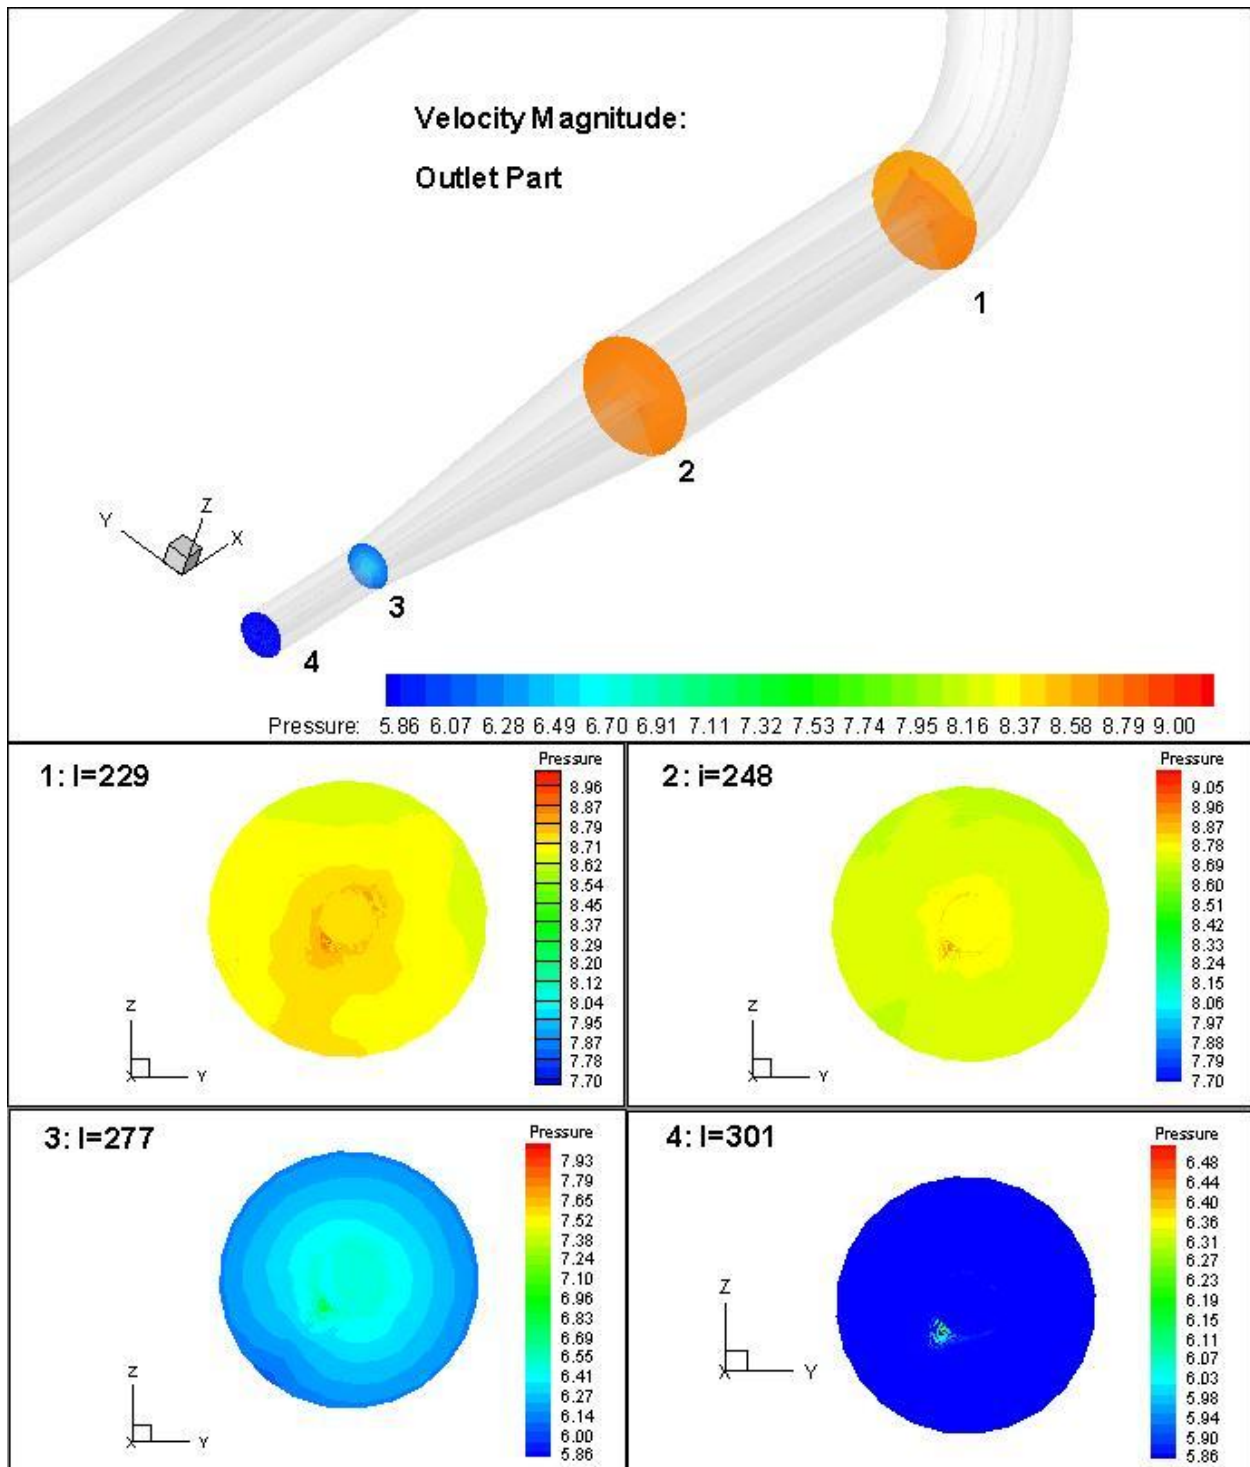 Velocity Magnitude:
Outlet Part
1
2
Y
Z
X
3
4
Pressure: 5.86 6.07 6.28 6.49 6.70 6.91 7.11 7.32 7.53 7.74 7.95 8.16 8.37 8.58 8.79 9.00
1: I=229
Pressure
8.96
8.87
8.79
8.71
8.62
8.54
8.45
8.37
8.29
8.20
8.12
8.04
7.95
7.87
7.78
7.70
Z
X
Y
2: i=248
Pressure
9.05
8.96
8.87
8.78
8.69
8.60
8.51
8.42
8.33
8.24
8.15
8.06
7.97
7.88
7.79
7.70
Z
X
Y
3: I=277
Pressure
7.93
7.79
7.65
7.52
7.38
7.24
7.10
6.96
6.83
6.69
6.55
6.41
6.27
6.14
6.00
5.86
Z
X
Y
4: I=301
Pressure
6.48
6.44
6.40
6.36
6.31
6.27
6.23
6.19
6.15
6.11
6.07
6.03
5.98
5.94
5.90
5.86
Z
X
Y